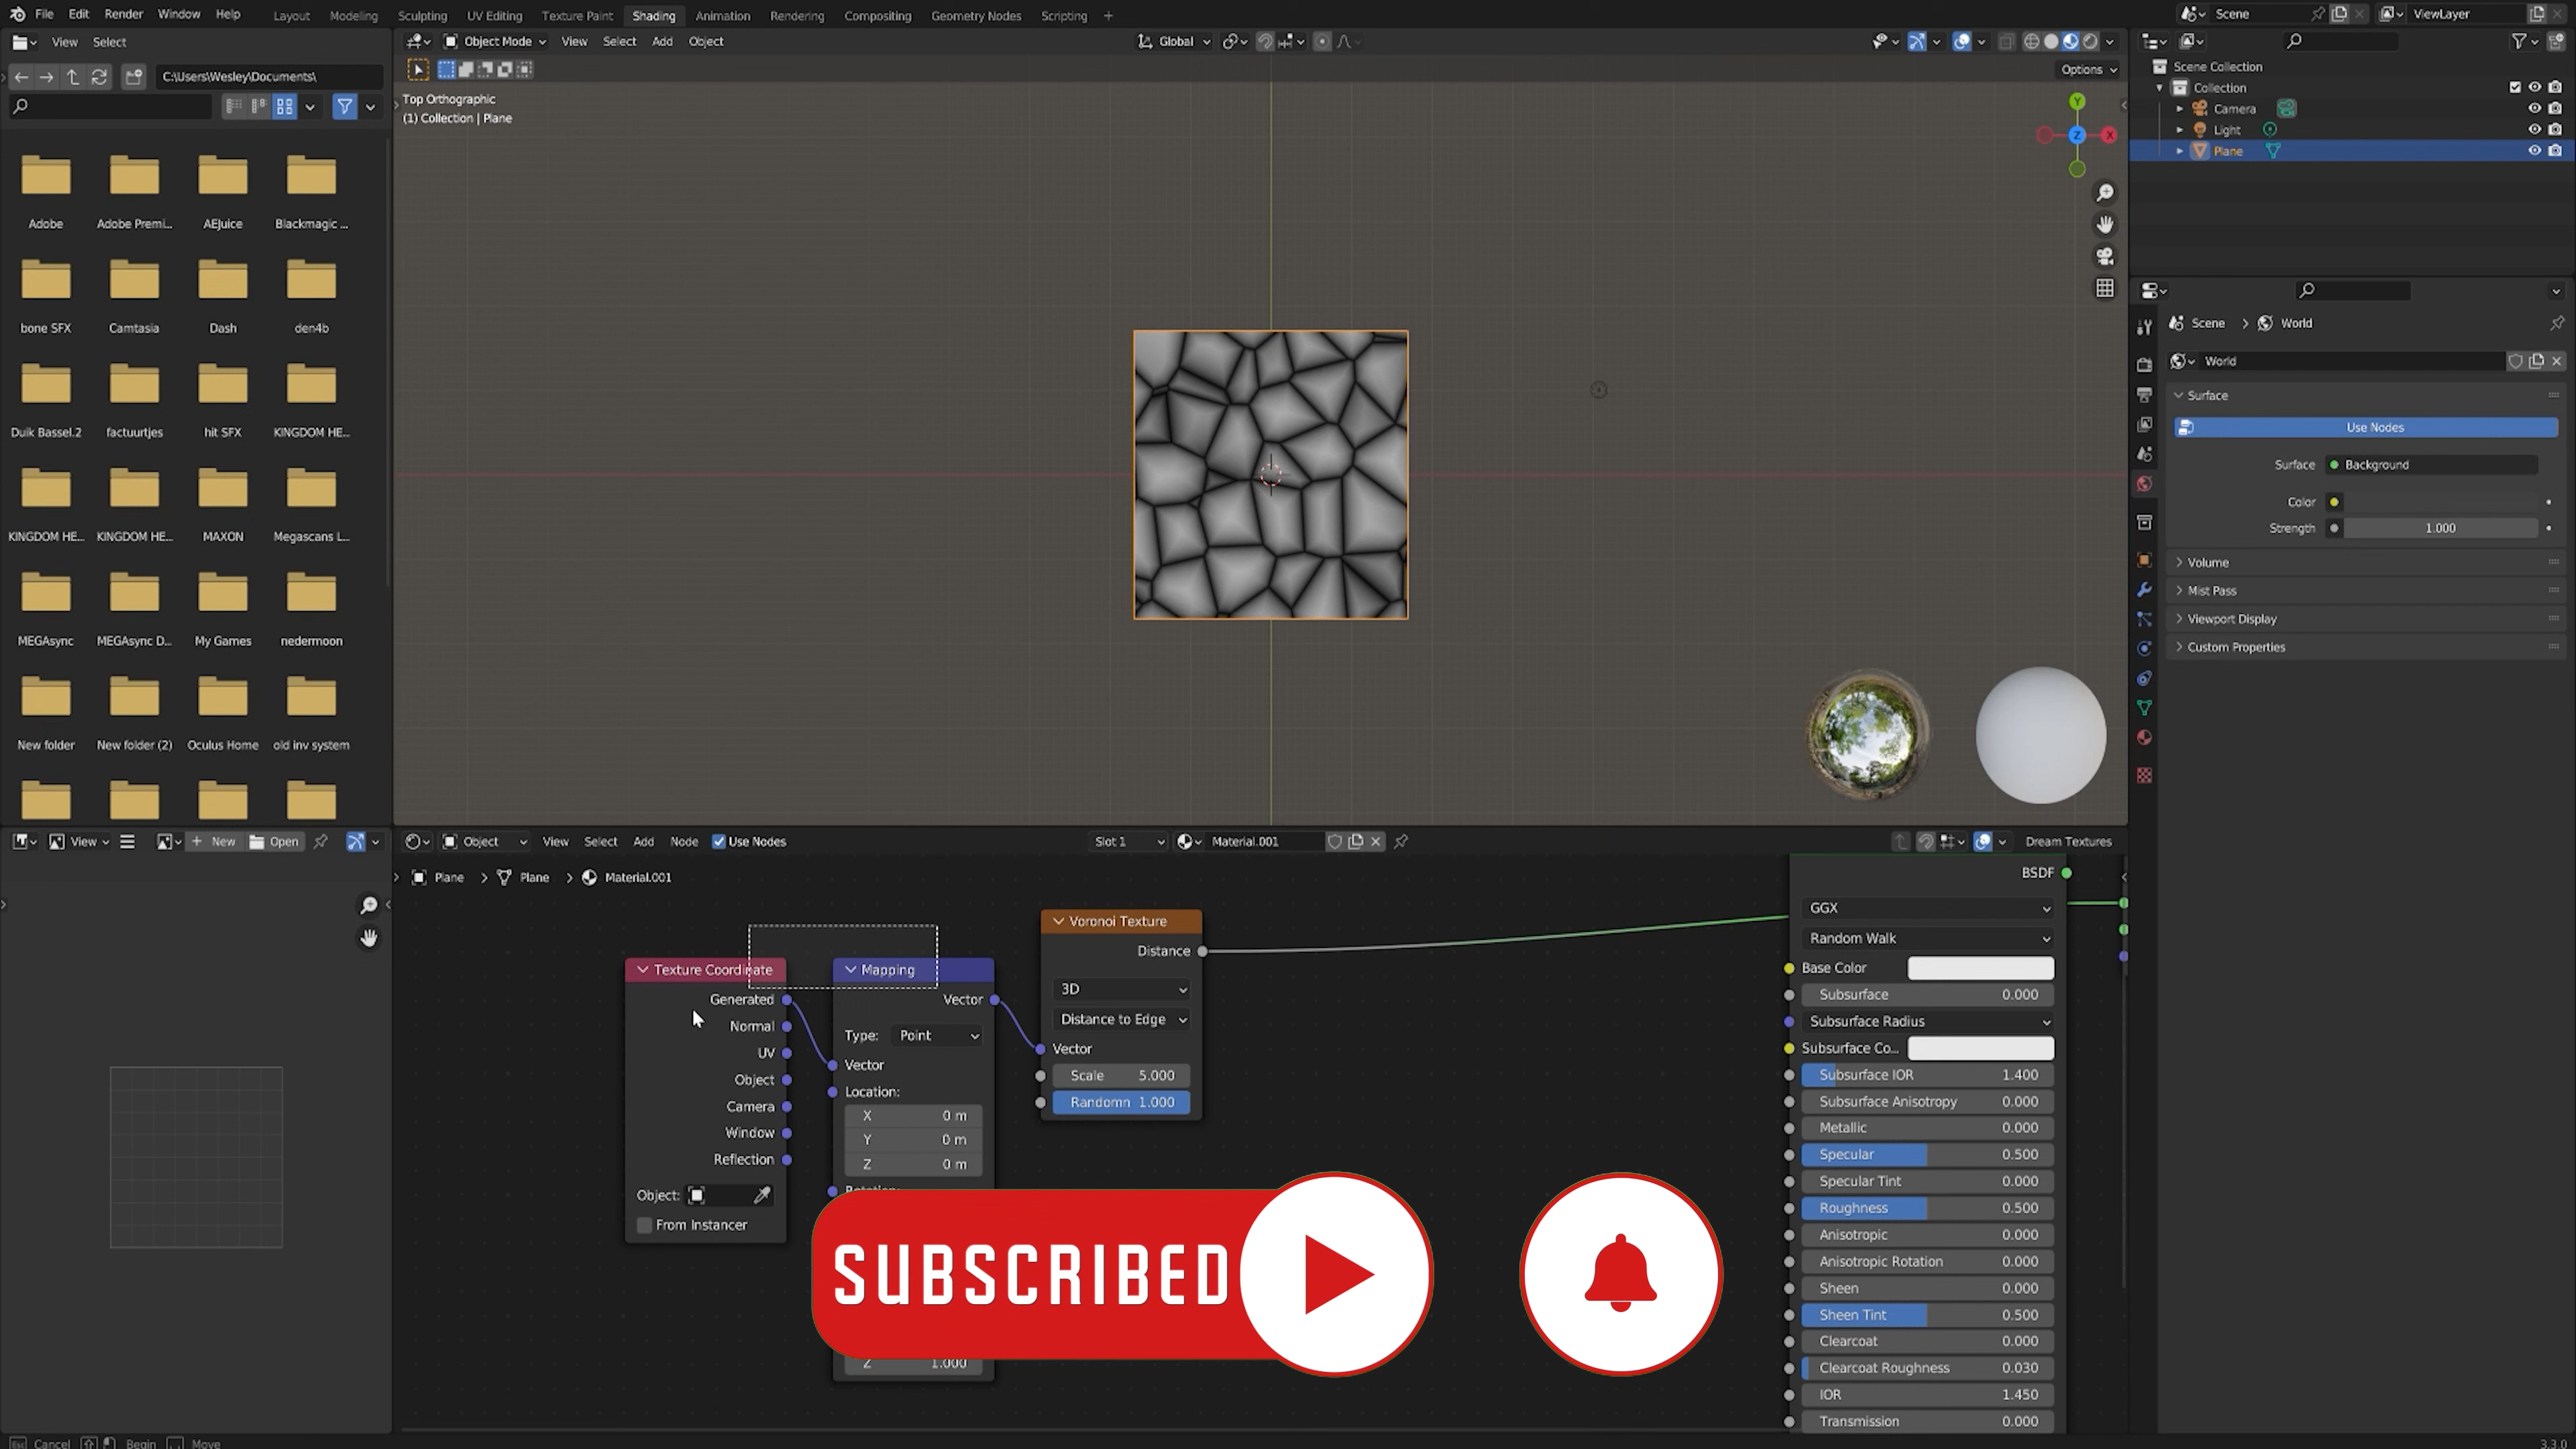 File Edit Render Window Help Layout Modeling Sculpting UV Editing Texture Paint Shading Animation Rendering Compositing Geometry Nodes Scripting + Scene ViewLayer
View Select
Object Mode View Select Add Object Global
C:\Users\Wesley\Documents\
Options
Top Orthographic
(1) Collection | Plane
Y
Z
X
Scene Collection
Collection
Camera
Light
Plane
Adobe Adobe Premi... AEJuice Blackmagic ...
bone SFX Camtasia Dash den4b
Duik Bassel.2 factuurtjes hit SFX KINGDOM HE...
KINGDOM HE... KINGDOM HE... MAXON Megascans L...
MEGAsync MEGAsync D... My Games nedermoon
New folder New folder (2) Oculus Home old inv system
Scene > World
World
Surface
Use Nodes
Surface Background
Color
Strength 1.000
Volume
Mist Pass
Viewport Display
Custom Properties
View New Open
Object View Select Add Node Use Nodes Slot 1 Material.001 Dream Textures
Plane > Plane > Material.001
Texture Coordinate
Generated
Normal
UV
Object
Camera
Window
Reflection
Object:
From Instancer
Mapping
Vector
Type: Point
Vector
Location:
X 0 m
Y 0 m
Z 0 m
Rotation:
Z 1.000
Voronoi Texture
Distance
3D
Distance to Edge
Vector
Scale 5.000
Randomn 1.000
SUBSCRIBED
BSDF
GGX
Random Walk
Base Color
Subsurface 0.000
Subsurface Radius
Subsurface Co...
Subsurface IOR 1.400
Subsurface Anisotropy 0.000
Metallic 0.000
Specular 0.500
Specular Tint 0.000
Roughness 0.500
Anisotropic 0.000
Anisotropic Rotation 0.000
Sheen 0.000
Sheen Tint 0.500
Clearcoat 0.000
Clearcoat Roughness 0.030
IOR 1.450
Transmission 0.000
Cancel Begin Move
3.3.0